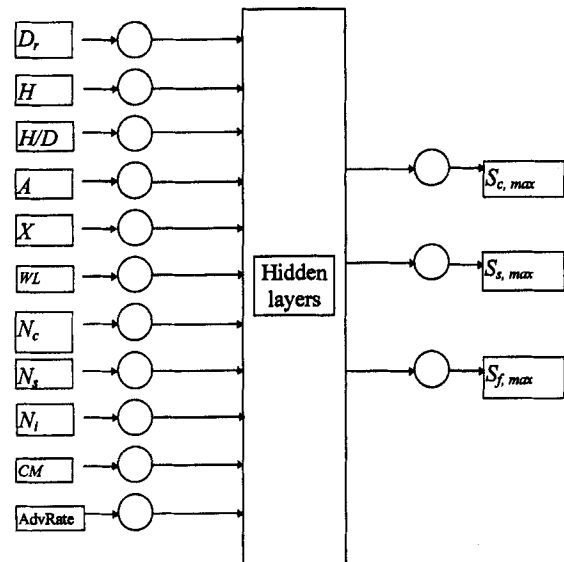 D_r
H
H/D
A
X
WL
N_c
N_s
N_i
CM
AdvRate
Hidden
layers
S_c, max
S_s, max
S_f, max